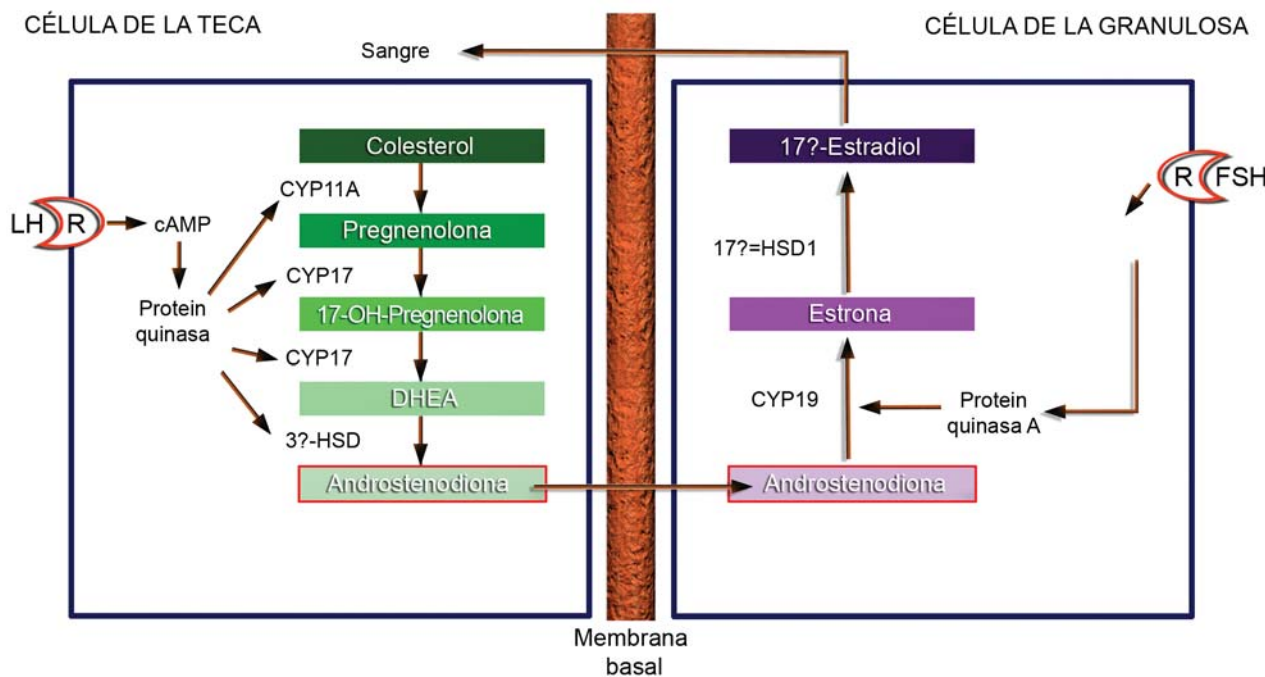 CÉLULA DE LA TECA
CÉLULA DE LA GRANULOSA
Sangre
Colesterol
CYP11A
LH R
cAMP
Pregnenolona
CYP17
Protein
quinasa
17-OH-Pregnenolona
CYP17
DHEA
3?-HSD
Androstenodiona
17?-Estradiol
R FSH
17?=HSD1
Estrona
CYP19
Protein
quinasa A
Androstenodiona
Membrana
basal